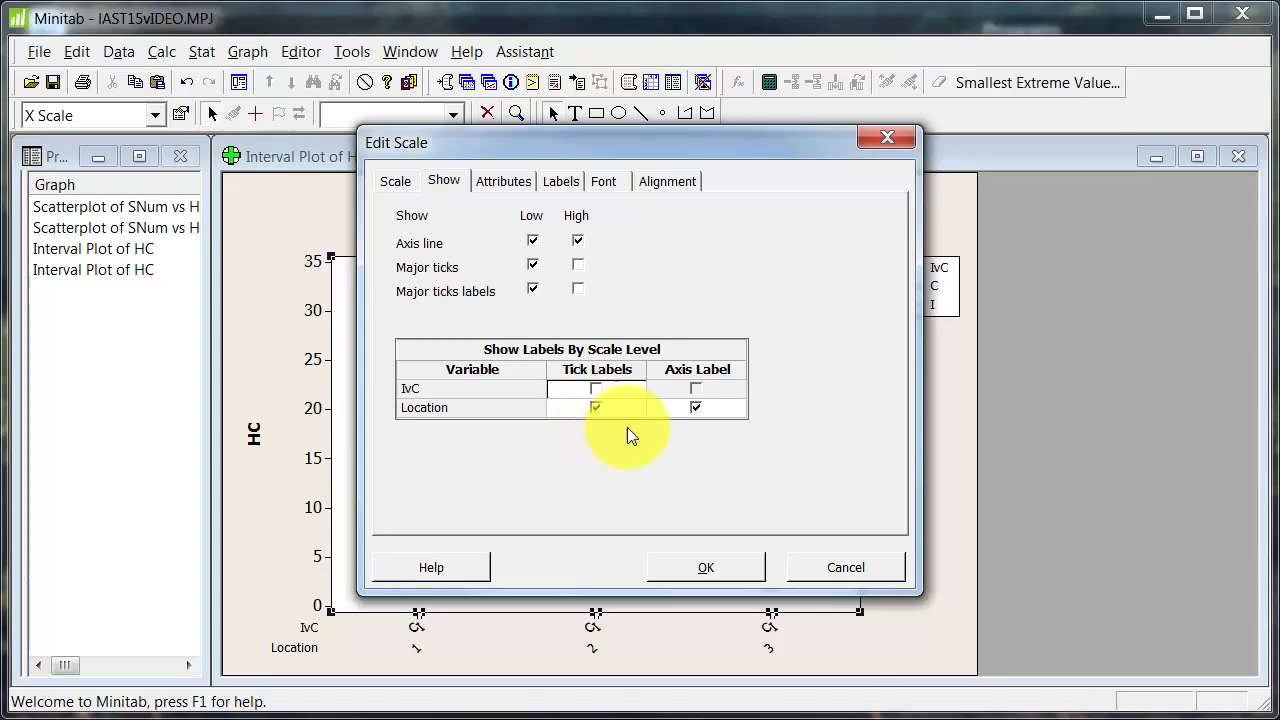 Minitab - IAST15vIDEO.MPJ
File Edit Data Calc Stat Graph Editor Tools Window Help Assistant
Smallest Extreme Value...
X Scale
Pr...
Interval Plot of H
Edit Scale
Graph
Scatterplot of SNum vs H
Scatterplot of SNum vs H
Interval Plot of HC
Interval Plot of HC
Scale Show Attributes Labels Font Alignment
Show Low High
Axis line
Major ticks
Major ticks labels
Show Labels By Scale Level
Variable Tick Labels Axis Label
IvC
Location
Help OK Cancel
35
30
25
20
15
10
5
0
HC
IvC
C
I
IvC
Location 1 2 3
Welcome to Minitab, press F1 for help.